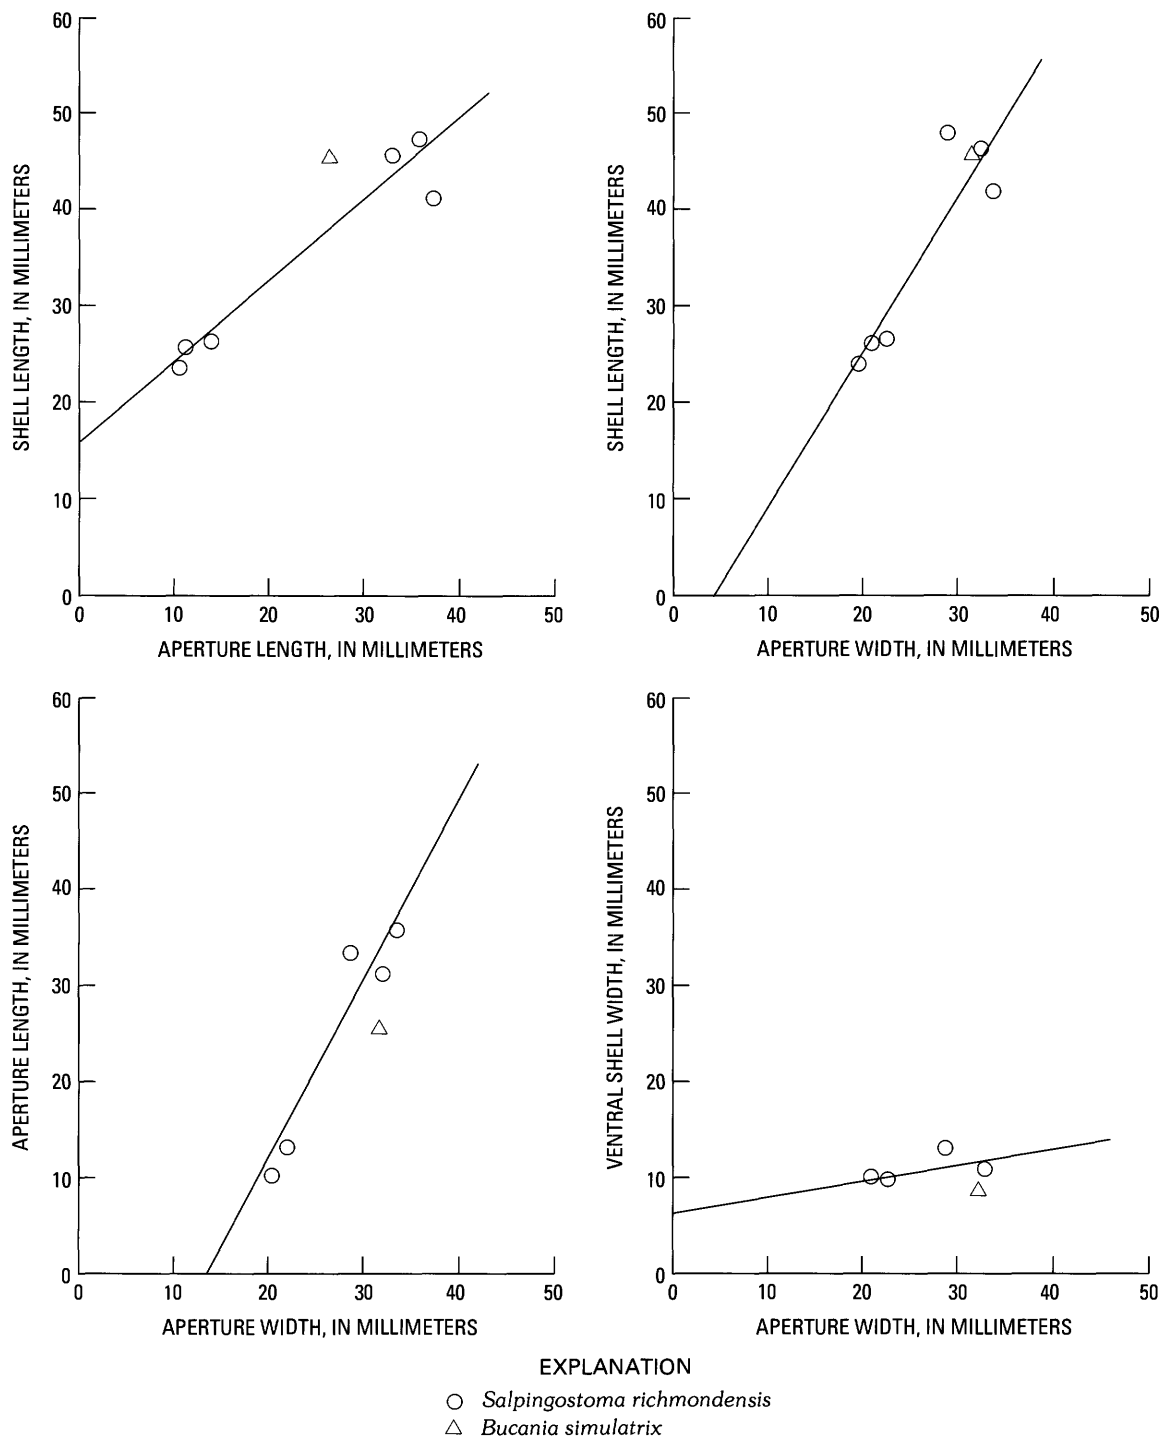 60
50
40
30
20
10
0
SHELL LENGTH, IN MILLIMETERS
0 10 20 30 40 50
APERTURE LENGTH, IN MILLIMETERS
60
50
40
30
20
10
0
SHELL LENGTH, IN MILLIMETERS
0 10 20 30 40 50
APERTURE WIDTH, IN MILLIMETERS
60
50
40
30
20
10
0
APERTURE LENGTH, IN MILLIMETERS
0 10 20 30 40 50
APERTURE WIDTH, IN MILLIMETERS
60
50
40
30
20
10
0
VENTRAL SHELL WIDTH, IN MILLIMETERS
0 10 20 30 40 50
APERTURE WIDTH, IN MILLIMETERS
EXPLANATION
Salpingostoma richmondensis
Bucania simulatrix